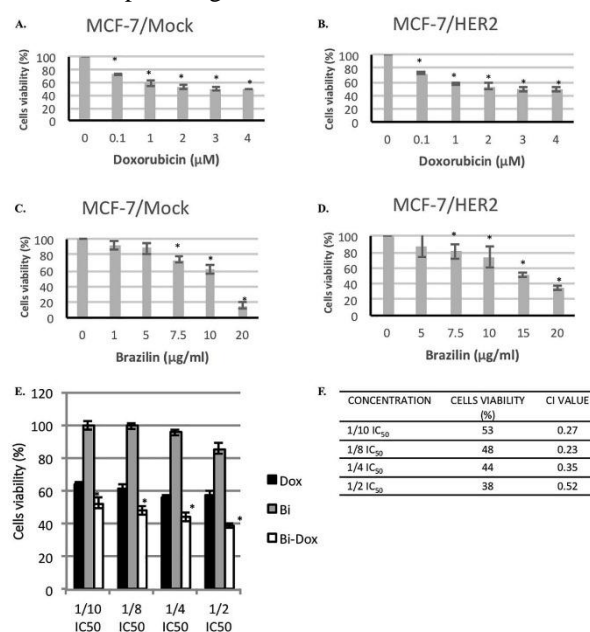 A.
MCF-7/Mock
Cells viability (%)
100
80
60
40
20
0
* * * * *
0 0.1 1 2 3 4
Doxorubicin (µM)
B.
MCF-7/HER2
Cells viability (%)
100
80
60
40
20
0
* * * * *
0 0.1 1 2 3 4
Doxorubicin (µM)
C.
MCF-7/Mock
Cells viability (%)
100
80
60
40
20
0
* * *
0 1 5 7.5 10 20
Brazilin (µg/ml)
D.
MCF-7/HER2
Cells viability (%)
100
80
60
40
20
0
* * * *
0 5 7.5 10 15 20
Brazilin (µg/ml)
E.
Cells viability (%)
120
100
80
60
40
20
0
* * *
1/10 1/8 1/4 1/2
IC50 IC50 IC50 IC50
Dox
Bi
Bi-Dox
F.
CONCENTRATION CELLS VIABILITY CI VALUE
(%)
1/10 IC50 53 0.27
1/8 IC50 48 0.23
1/4 IC50 44 0.35
1/2 IC50 38 0.52